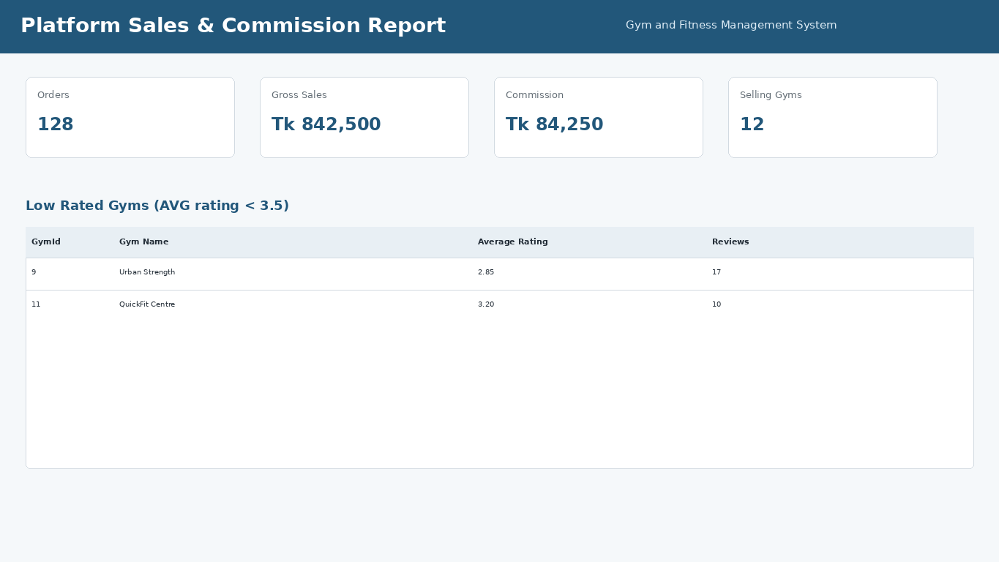 Platform Sales & Commission Report
Gym and Fitness Management System
Orders
128
Gross Sales
Tk 842,500
Commission
Tk 84,250
Selling Gyms
12
Low Rated Gyms (AVG rating < 3.5)
GymId Gym Name Average Rating Reviews
9 Urban Strength 2.85 17
11 QuickFit Centre 3.20 10